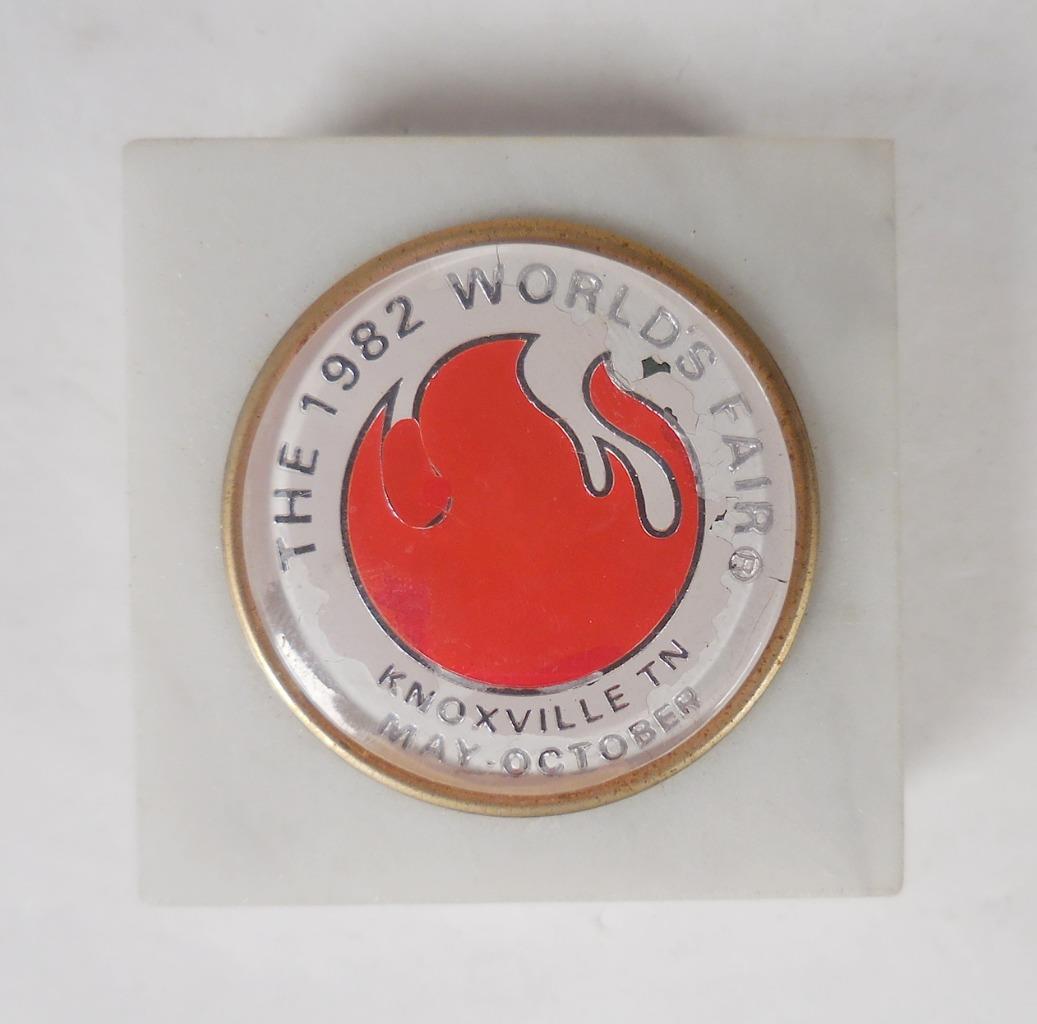 THE 1982 WORLD'S FAIR®
KNOXVILLE TN
MAY-OCTOBER